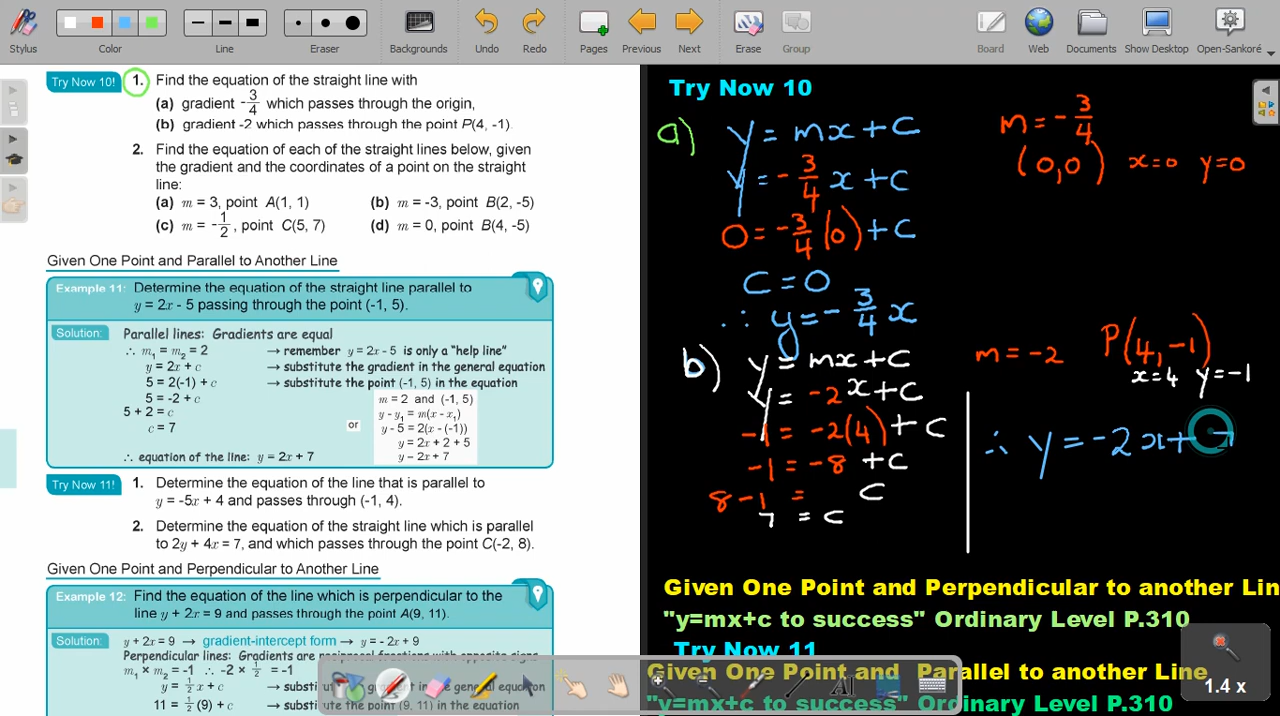 Stylus
Color
Line
Eraser
Backgrounds
Undo
Redo
Pages
Previous
Next
Erase
Group
Board
Web
Documents
Show Desktop
Open-Sankoré
Try Now 10!
1. Find the equation of the straight line with
(a) gradient -3/4 which passes through the origin,
(b) gradient -2 which passes through the point P(4, -1).
2. Find the equation of each of the straight lines below, given
the gradient and the coordinates of a point on the straight
line:
(a) m = 3, point A(1, 1)
(b) m = -3, point B(2, -5)
(c) m = -1/2, point C(5, 7)
(d) m = 0, point B(4, -5)
Given One Point and Parallel to Another Line
Example 11: Determine the equation of the straight line parallel to
y = 2x - 5 passing through the point (-1, 5).
Solution:
Parallel lines: Gradients are equal
∴ m₁ = m₂ = 2 → remember y = 2x - 5 is only a "help line"
y = 2x + c → substitute the gradient in the general equation
5 = 2(-1) + c → substitute the point (-1, 5) in the equation
5 = -2 + c
5 + 2 = c
c = 7
∴ equation of the line: y = 2x + 7
or
m = 2 and (-1, 5)
y - y₁ = m(x - x₁)
y - 5 = 2(x - (-1))
y = 2x + 2 + 5
y = 2x + 7
Try Now 11!
1. Determine the equation of the line that is parallel to
y = -5x + 4 and passes through (-1, 4).
2. Determine the equation of the straight line which is parallel
to 2y + 4x = 7, and which passes through the point C(-2, 8).
Given One Point and Perpendicular to Another Line
Example 12: Find the equation of the line which is perpendicular to the
line y + 2x = 9 and passes through the point A(9, 11).
Solution:
y + 2x = 9 → gradient-intercept form → y = - 2x + 9
Perpendicular lines: Gradients are reciprocal fractions with opposite signs
m₁ × m₂ = -1 ∴ -2 × 1/2 = -1
y = 1/2 x + c → substi
11 = 1/2 (9) + c → substitute the point (9, 11) in the equation
Try Now 10
a) y = mx + c
m = -3/4
y = -3/4 x + c
(0,0) x=0 y=0
0 = -3/4 (0) + c
c = 0
∴ y = -3/4 x
b) y = mx + c
m = -2 P(4, -1)
x=4 y=-1
y = -2x + c
-1 = -2(4) + c
-1 = -8 + c
8 - 1 = c
7 = c
∴ y = -2x +
Given One Point and Perpendicular to another Lin
"y=mx+c to success" Ordinary Level P.310
Try Now 11
Given One Point and Parallel to another Line
"y=mx+c to success" Ordinary Level P.310
1.4 x